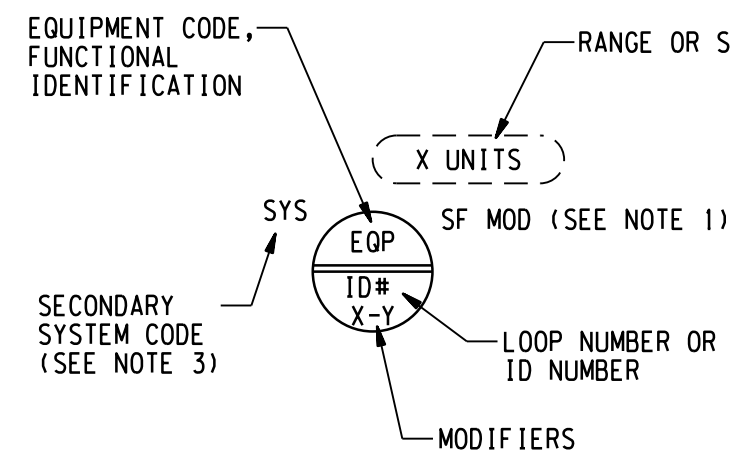 EQUIPMENT CODE,
FUNCTIONAL
IDENTIFICATION
RANGE OR S
X UNITS
SYS
SF MOD (SEE NOTE 1)
EQP
ID#
X-Y
SECONDARY
SYSTEM CODE
(SEE NOTE 3)
LOOP NUMBER OR
ID NUMBER
MODIFIERS